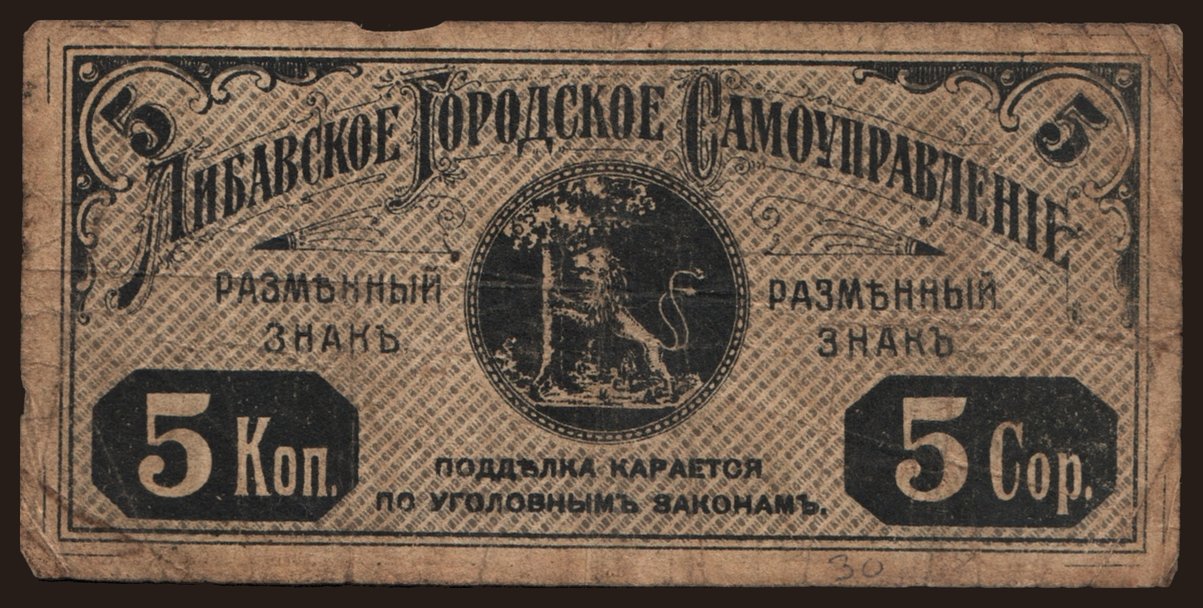 5
5
Либавское Городское Самоуправленіе
РАЗМѢННЫЙ
ЗНАКЪ
РАЗМѢННЫЙ
ЗНАКЪ
5 Коп.
5 Cop.
ПОДДѢЛКА КАРАЕТСЯ
ПО УГОЛОВНЫМЪ ЗАКОНАМЪ.
30